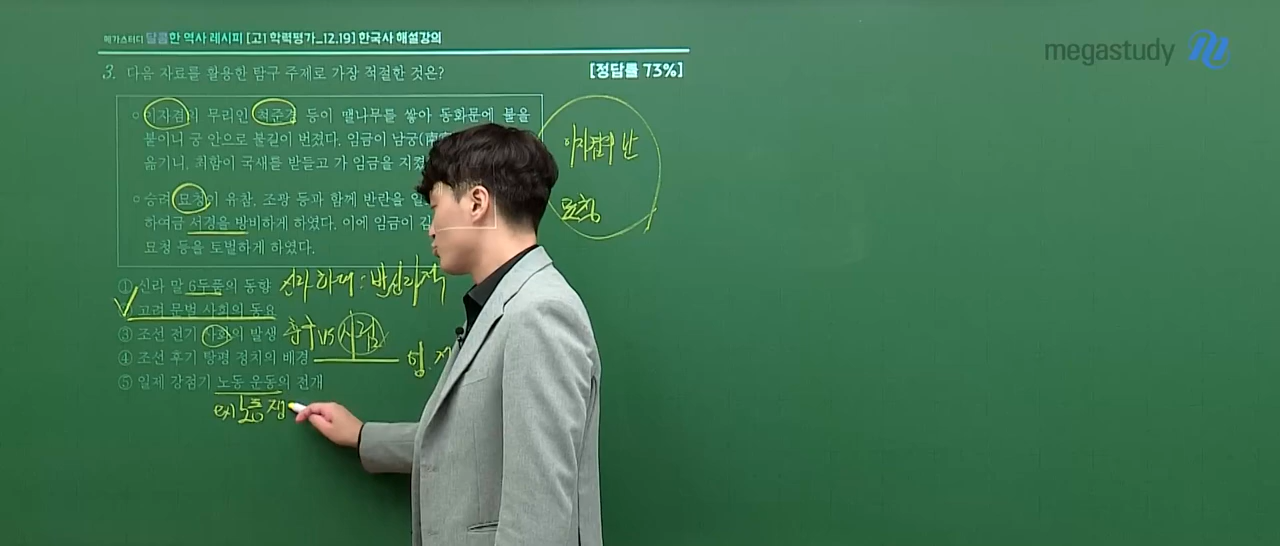 메가스터디 달콤한 역사 레시피 [고1 학력평가_12.19] 한국사 해설강의
megastudy
3. 다음 자료를 활용한 탐구 주제로 가장 적절한 것은?
[정답률 73%]
○ 이자겸의 무리인 척준경 등이 땔나무를 쌓아 동화문에 불을
붙이니 궁 안으로 불길이 번졌다. 임금이 남궁(南
옮기니, 최함이 국새를 받들고 가 임금을 지켰
이자겸의 난
○ 승려 묘청이 유참, 조광 등과 함께 반란을 일
하여금 서경을 방비하게 하였다. 이에 임금이 김
묘청 등을 토벌하게 하였다.
묘청
① 신라 말 6두품의 동향 신라 하대 : 반신라적
② 고려 문벌 사회의 동요
③ 조선 전기 사화의 발생 훈구 vs 사림
④ 조선 후기 탕평 정치의 배경 영.
⑤ 일제 강점기 노동 운동의 전개